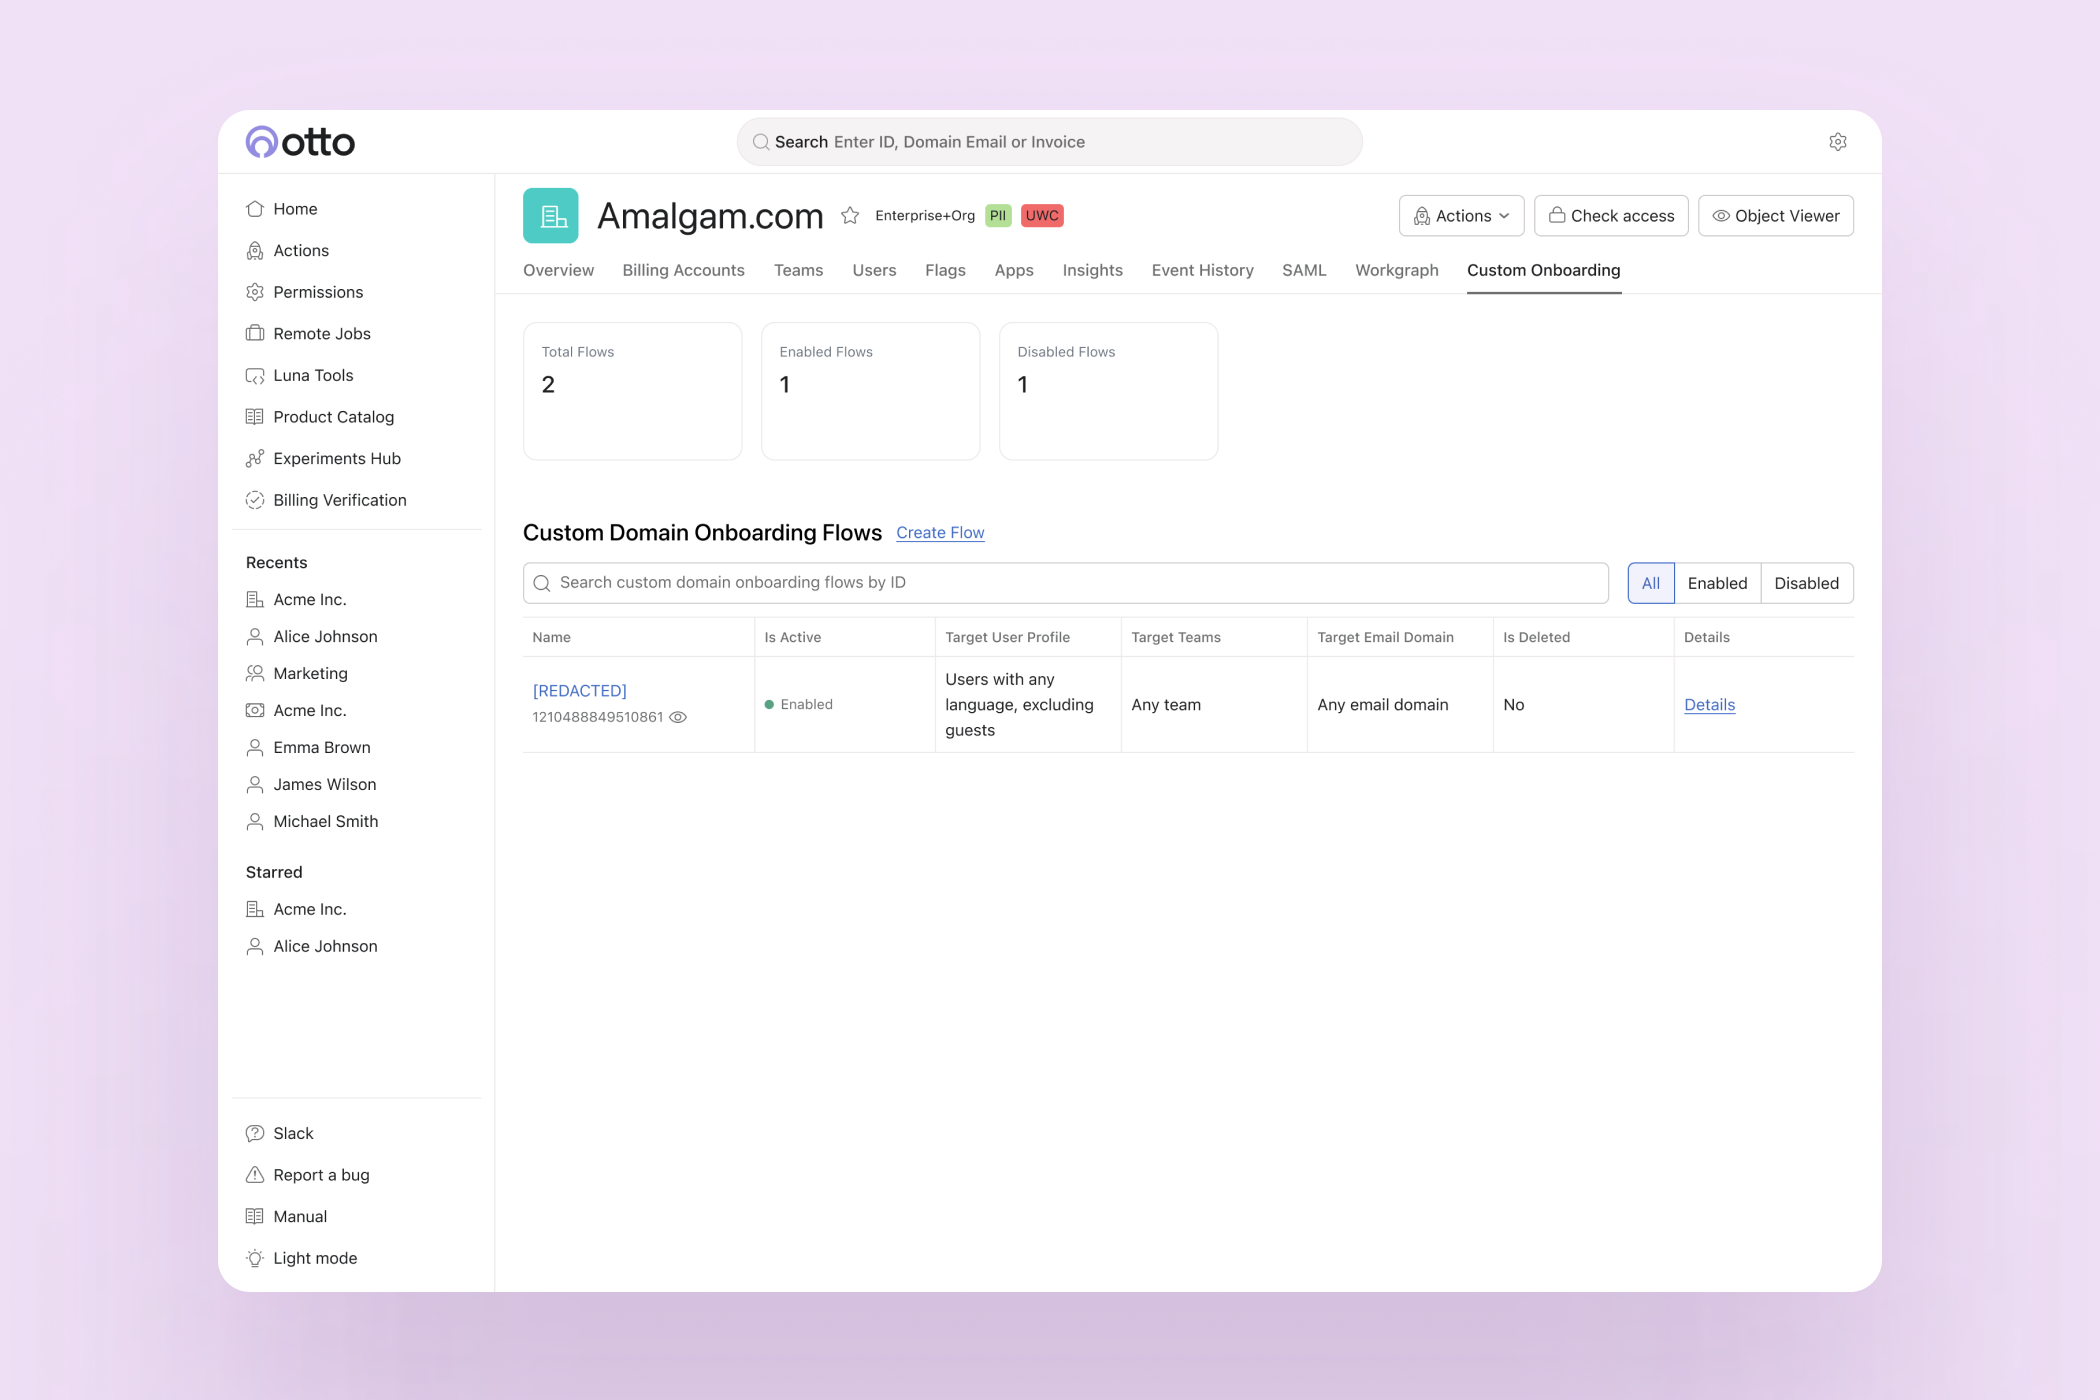 otto
Search Enter ID, Domain Email or Invoice
Home
Actions
Permissions
Remote Jobs
Luna Tools
Product Catalog
Experiments Hub
Billing Verification
Recents
Acme Inc.
Alice Johnson
Marketing
Acme Inc.
Emma Brown
James Wilson
Michael Smith
Starred
Acme Inc.
Alice Johnson
Slack
Report a bug
Manual
Light mode
Amalgam.com Enterprise+Org PII UWC
Actions Check access Object Viewer
Overview Billing Accounts Teams Users Flags Apps Insights Event History SAML Workgraph Custom Onboarding
Total Flows
2
Enabled Flows
1
Disabled Flows
1
Custom Domain Onboarding Flows Create Flow
Search custom domain onboarding flows by ID
All Enabled Disabled
Name Is Active Target User Profile Target Teams Target Email Domain Is Deleted Details
[REDACTED]
1210488849510861
Enabled
Users with any
language, excluding
guests
Any team
Any email domain
No
Details